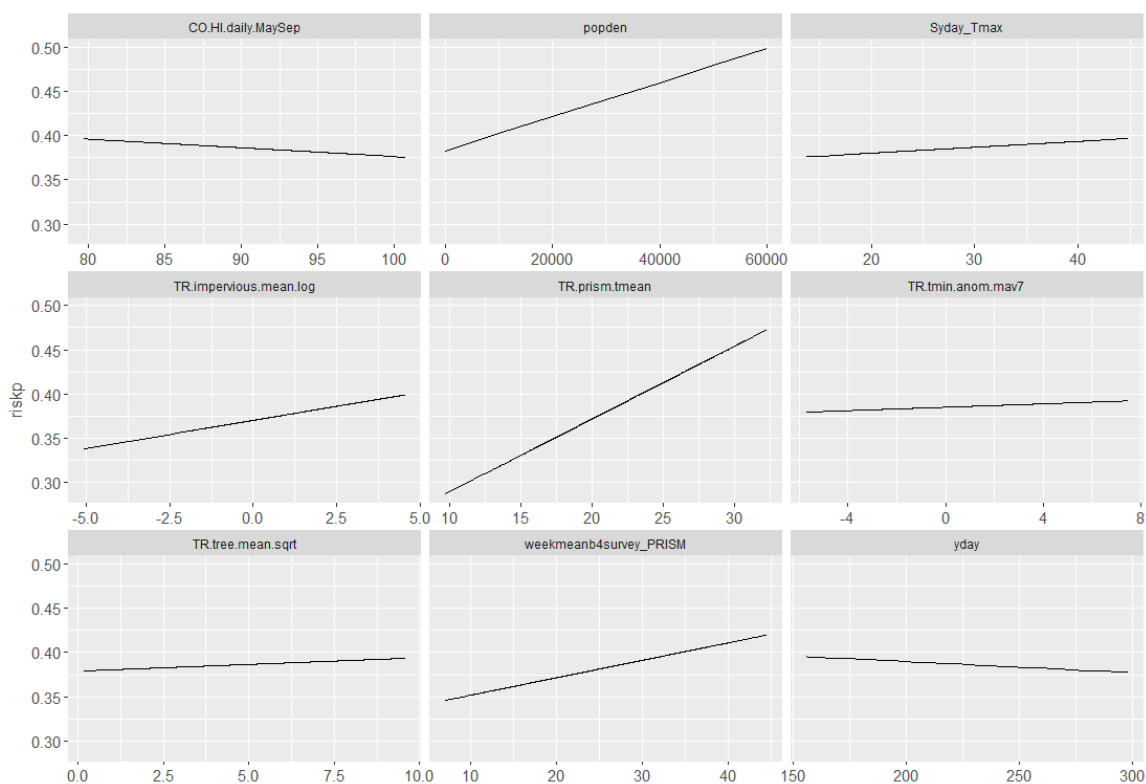 CO.HI.daily.MaySep popden Syday_Tmax
0.50
0.45
0.40
0.35
0.30
80 85 90 95 100 0 20000 40000 60000 20 30 40
TR.impervious.mean.log TR.prism.tmean TR.tmin.anom.mav7
0.50
0.45
0.40
riskp
0.35
0.30
-5.0 -2.5 0.0 2.5 5.0 10 15 20 25 30 -4 0 4 8
TR.tree.mean.sqrt weekmeanb4survey_PRISM yday
0.50
0.45
0.40
0.35
0.30
0.0 2.5 5.0 7.5 10.0 10 20 30 40 150 200 250 300